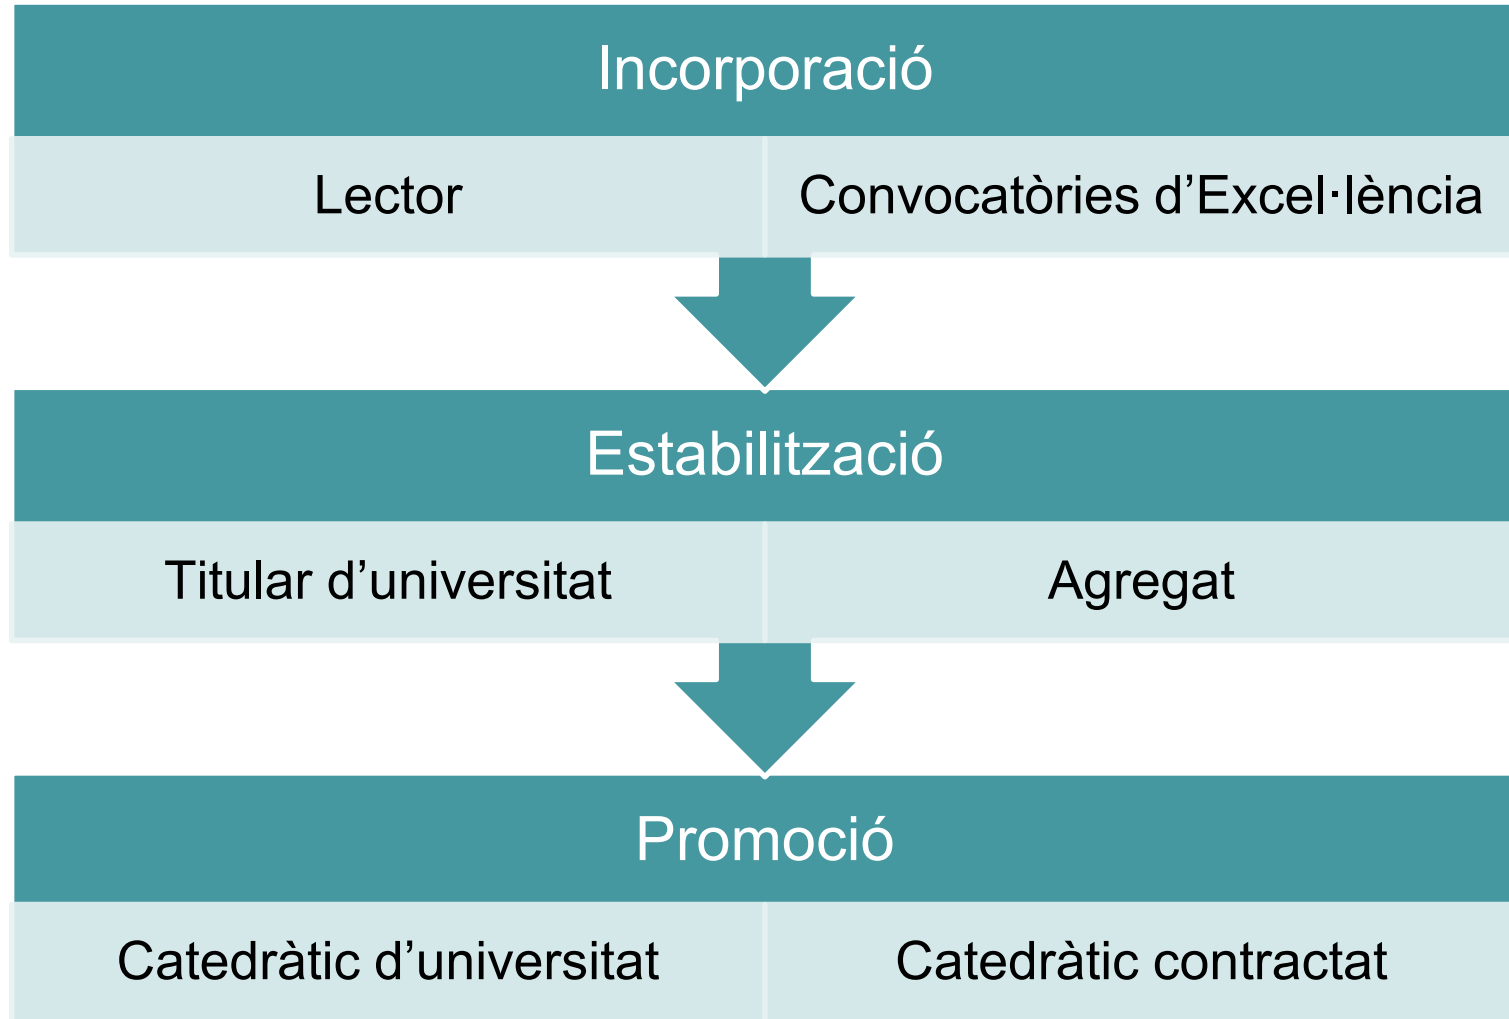 Incorporació
Lector
Convocatòries d’Excel·lència
Estabilització
Titular d’universitat
Agregat
Promoció
Catedràtic d’universitat
Catedràtic contractat